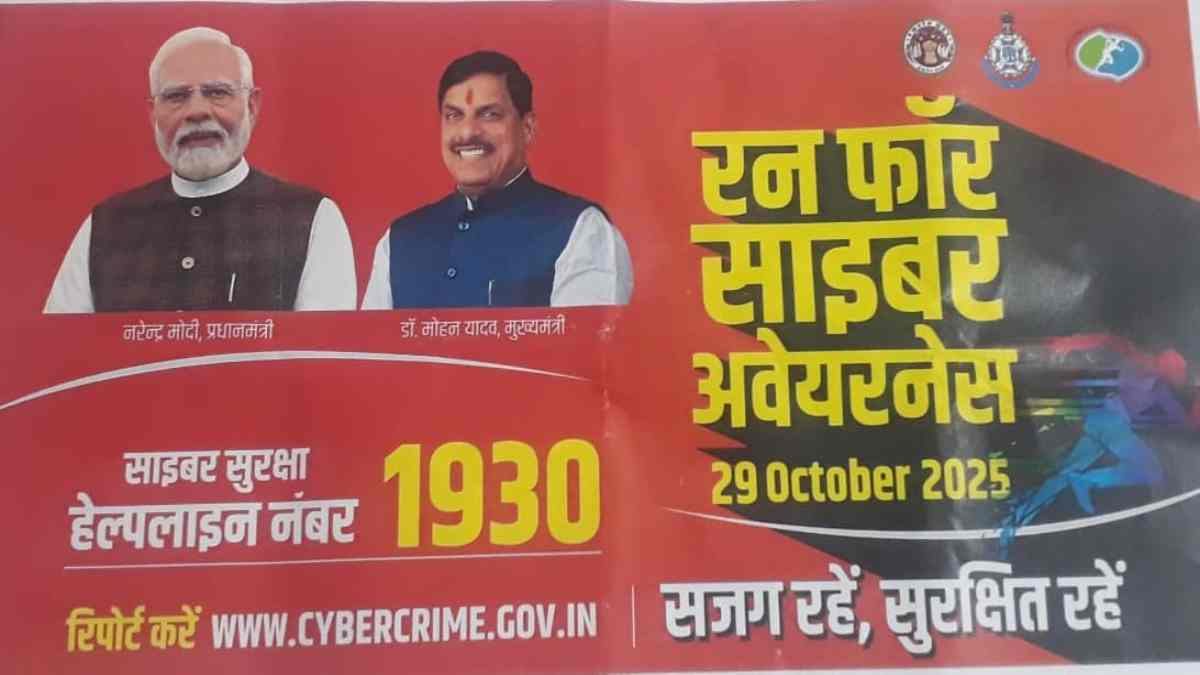 नरेन्द्र मोदी, प्रधानमंत्री
डॉ. मोहन यादव, मुख्यमंत्री
साइबर सुरक्षा
हेल्पलाइन नंबर 1930
रिपोर्ट करें WWW.CYBERCRIME.GOV.IN
रन फॉर
साइबर
अवेयरनेस
29 October 2025
सजग रहें, सुरक्षित रहें